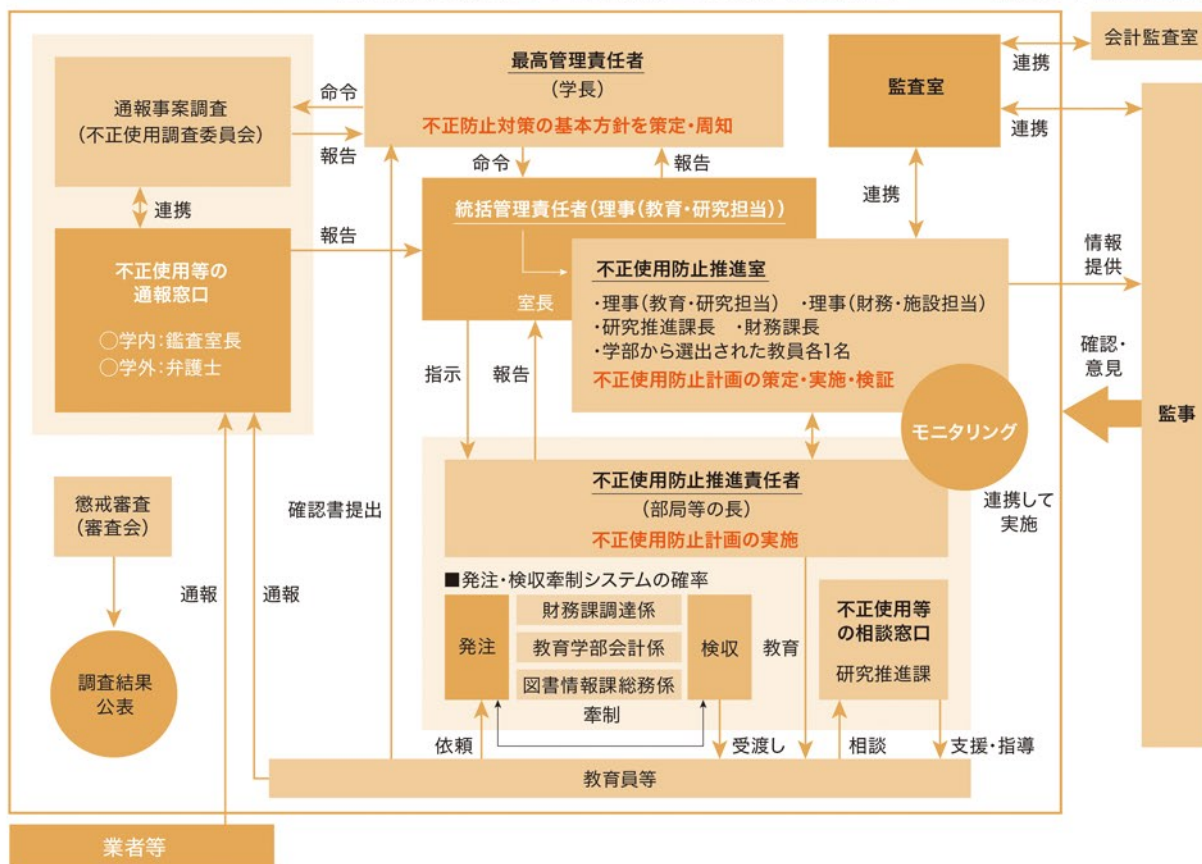 会計監査室
最高管理責任者
(学長)
不正防止対策の基本方針を策定・周知
監査室
連携
連携
通報事案調査
(不正使用調査委員会)
命令
報告
命令
報告
連携
連携
統括管理責任者(理事(教育・研究担当))
室長
報告
不正使用等の
通報窓口
○学内:鑑査室長
○学外:弁護士
不正使用防止推進室
・理事(教育・研究担当) ・理事(財務・施設担当)
・研究推進課長 ・財務課長
・学部から選出された教員各1名
不正使用防止計画の策定・実施・検証
情報
提供
確認・
意見
監事
指示
報告
モニタリング
連携して
実施
不正使用防止推進責任者
(部局等の長)
不正使用防止計画の実施
懲戒審査
(審査会)
確認書提出
通報
通報
調査結果
公表
■発注・検収牽制システムの確率
発注
財務課調達係
教育学部会計係
図書情報課総務係
検収
牽制
教育
不正使用等
の相談窓口
研究推進課
依頼
受渡し
相談
支援・指導
教育員等
業者等